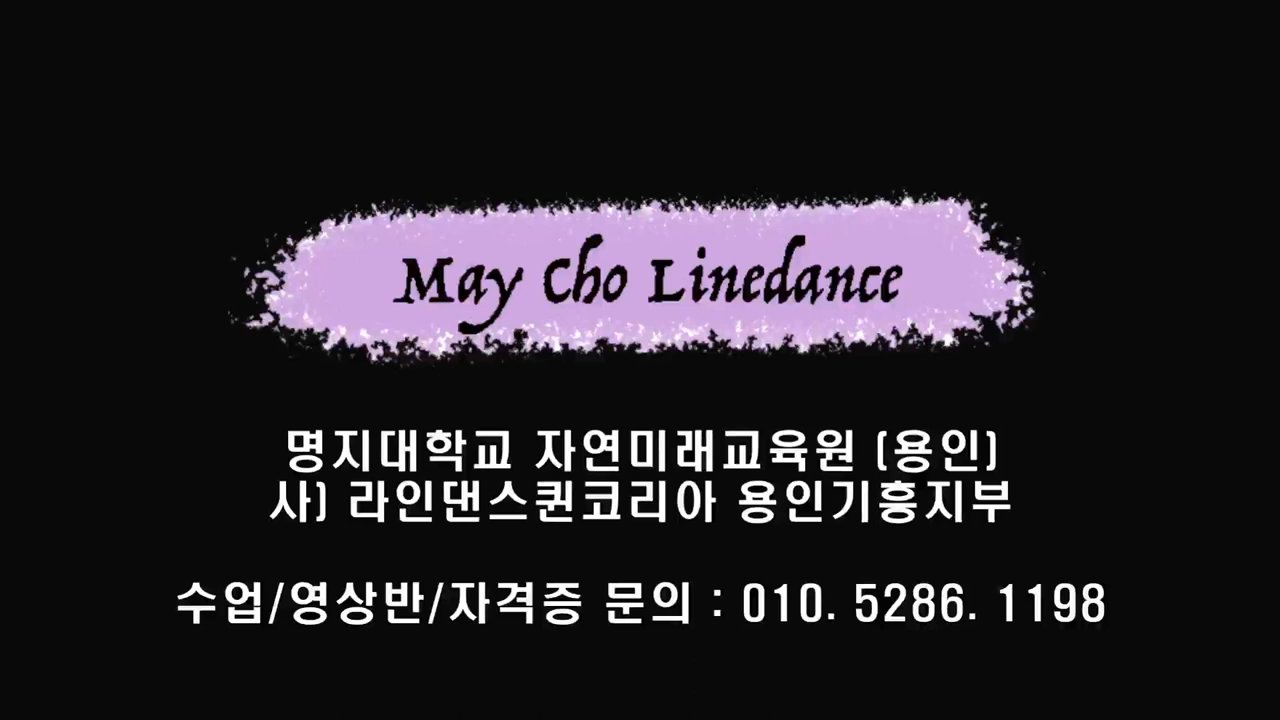 May Cho Linedance
명지대학교 자연미래교육원 (용인)
사) 라인댄스퀸코리아 용인기흥지부
수업/영상반/자격증 문의 : 010. 5286. 1198